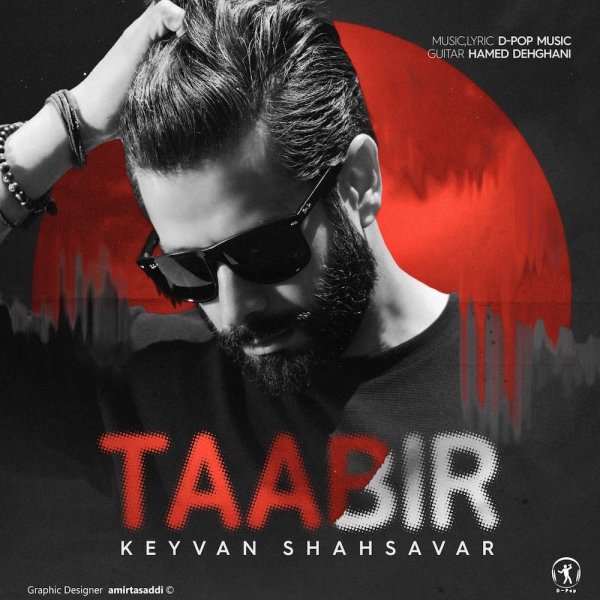 MUSIC,LYRIC D-POP MUSIC
GUITAR HAMED DEHGHANI
TAABIR
KEYVAN SHAHSAVAR
Graphic Designer amirtasaddi ©
D-Pop